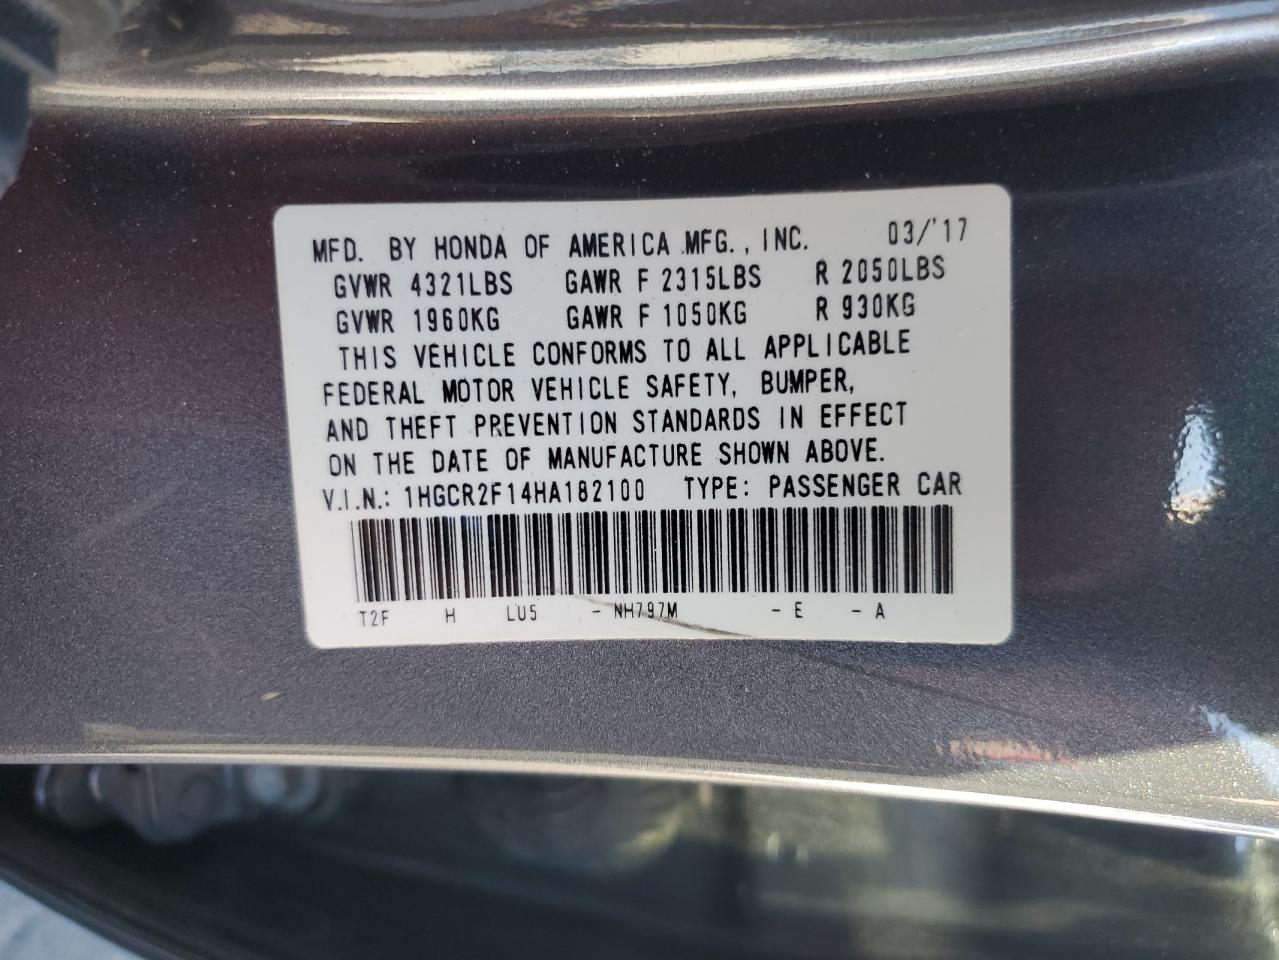 MFD. BY HONDA OF AMERICA MFG., INC. 03/'17
GVWR 4321LBS GAWR F 2315LBS R 2050LBS
GVWR 1960KG GAWR F 1050KG R 930KG
THIS VEHICLE CONFORMS TO ALL APPLICABLE
FEDERAL MOTOR VEHICLE SAFETY, BUMPER,
AND THEFT PREVENTION STANDARDS IN EFFECT
ON THE DATE OF MANUFACTURE SHOWN ABOVE.
V.I.N.: 1HGCR2F14HA182100 TYPE: PASSENGER CAR
T2F H LU5 - NH797M - E - A